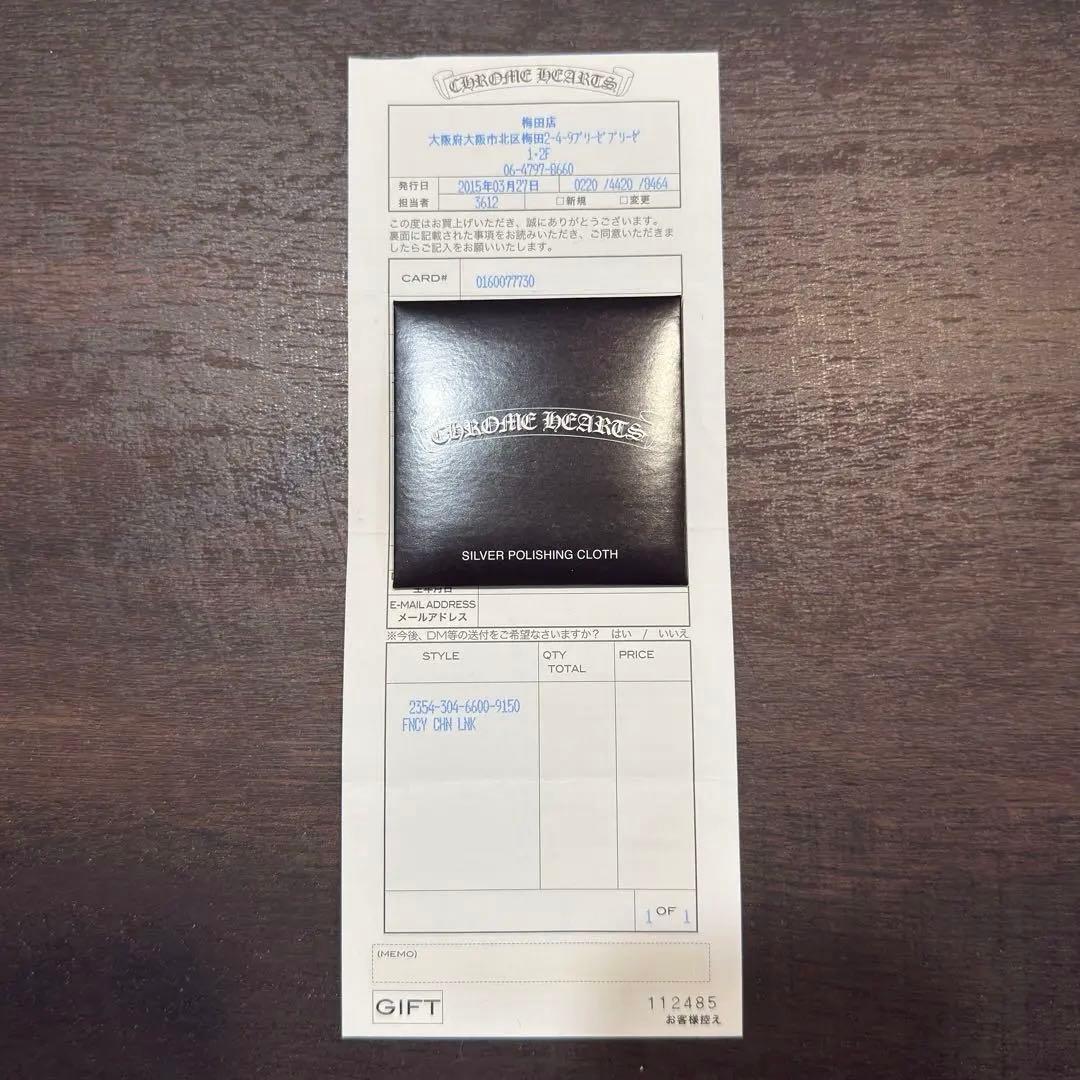 CHROME HEARTS
梅田店
大阪府大阪市北区梅田2-4-9ブリーゼブリーゼ
1・2F
06-4797-8660
発行日 2015年03月27日 0220 /4420 /8464
担当者 3612 □新規 □変更
この度はお買上げいただき、誠にありがとうございます。
裏面に記載された事項をお読みいただき、ご同意いただきま
したらご記入をお願いいたします。
CARD# 0160077730
CHROME HEARTS
SILVER POLISHING CLOTH
生年月日
E-MAIL ADDRESS
メールアドレス
※今後、DM等の送付をご希望なさいますか? はい / いいえ
STYLE QTY TOTAL PRICE
2354-304-6600-9150
FNCY CHN LNK
1 OF 1
(MEMO)
GIFT
112485
お客様控え